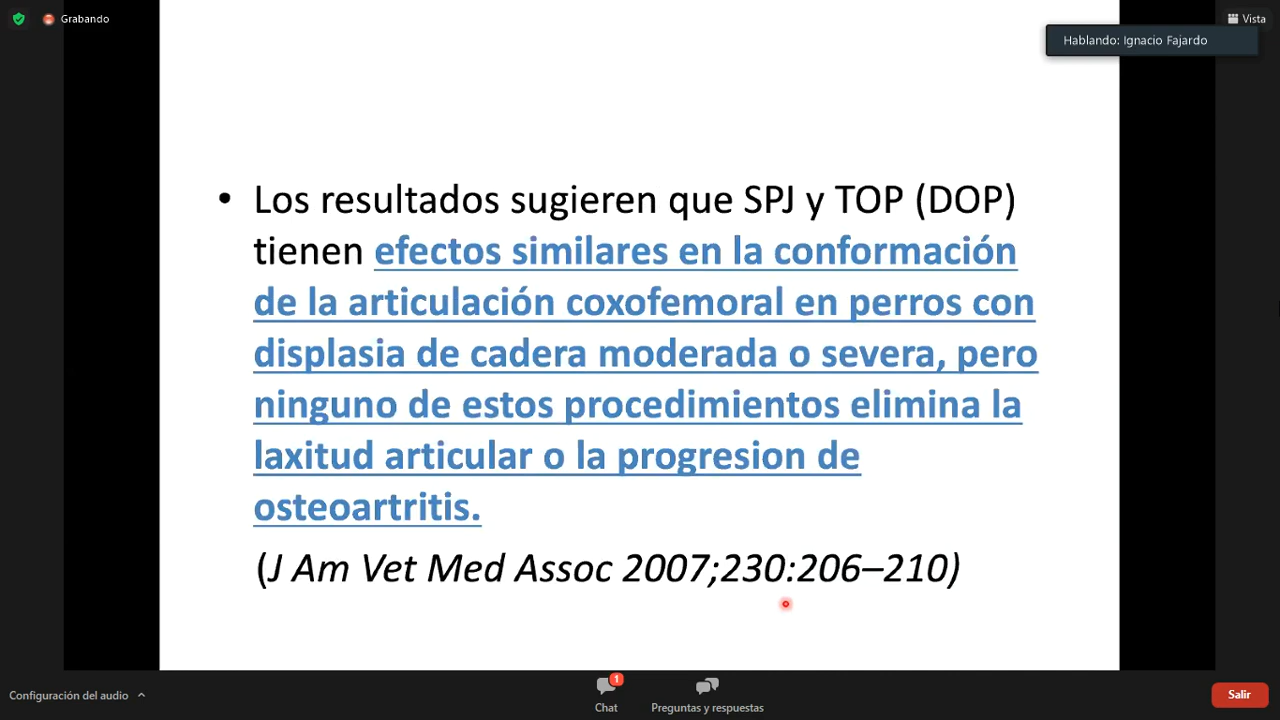 Grabando
Vista
Hablando: Ignacio Fajardo
• Los resultados sugieren que SPJ y TOP (DOP)
tienen efectos similares en la conformación
de la articulación coxofemoral en perros con
displasia de cadera moderada o severa, pero
ninguno de estos procedimientos elimina la
laxitud articular o la progresion de
osteoartritis.
(J Am Vet Med Assoc 2007;230:206–210)
Configuración del audio
1
Chat
Preguntas y respuestas
Salir